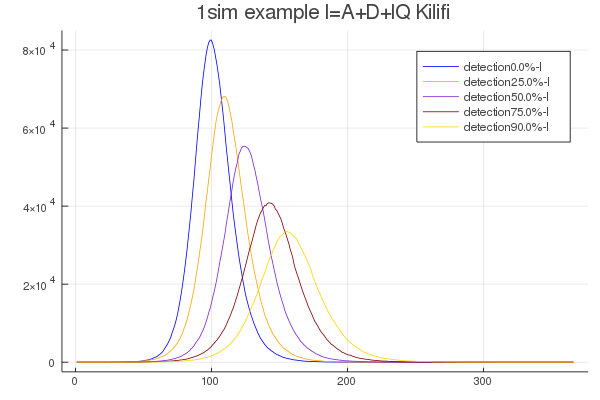 1sim example I=A+D+IQ Kilifi
8×10 4
6×10 4
4×10 4
2×10 4
0
0
100
200
300
detection0.0%-I
detection25.0%-I
detection50.0%-I
detection75.0%-I
detection90.0%-I